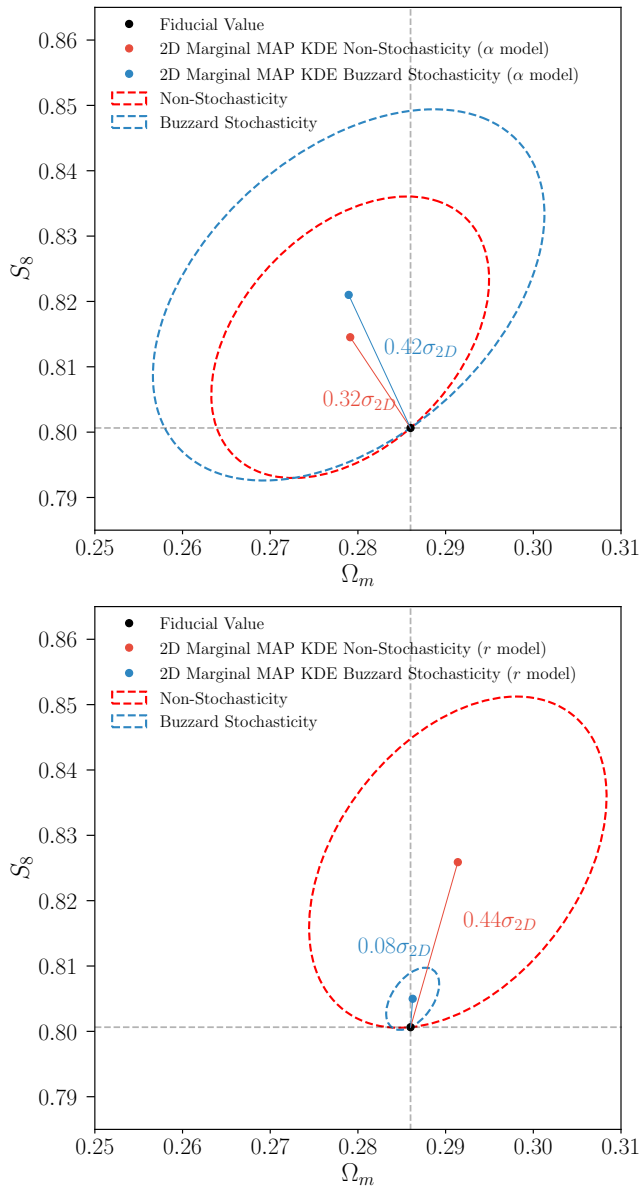 0.86
0.85
0.84
0.83
0.82
0.81
0.80
0.79
S₈
Fiducial Value
2D Marginal MAP KDE Non-Stochasticity (α model)
2D Marginal MAP KDE Buzzard Stochasticity (α model)
Non-Stochasticity
Buzzard Stochasticity
0.42σ₂D
0.32σ₂D
0.25 0.26 0.27 0.28 0.29 0.30 0.31
Ωₘ
0.86
0.85
0.84
0.83
0.82
0.81
0.80
0.79
S₈
Fiducial Value
2D Marginal MAP KDE Non-Stochasticity (r model)
2D Marginal MAP KDE Buzzard Stochasticity (r model)
Non-Stochasticity
Buzzard Stochasticity
0.44σ₂D
0.08σ₂D
0.25 0.26 0.27 0.28 0.29 0.30 0.31
Ωₘ